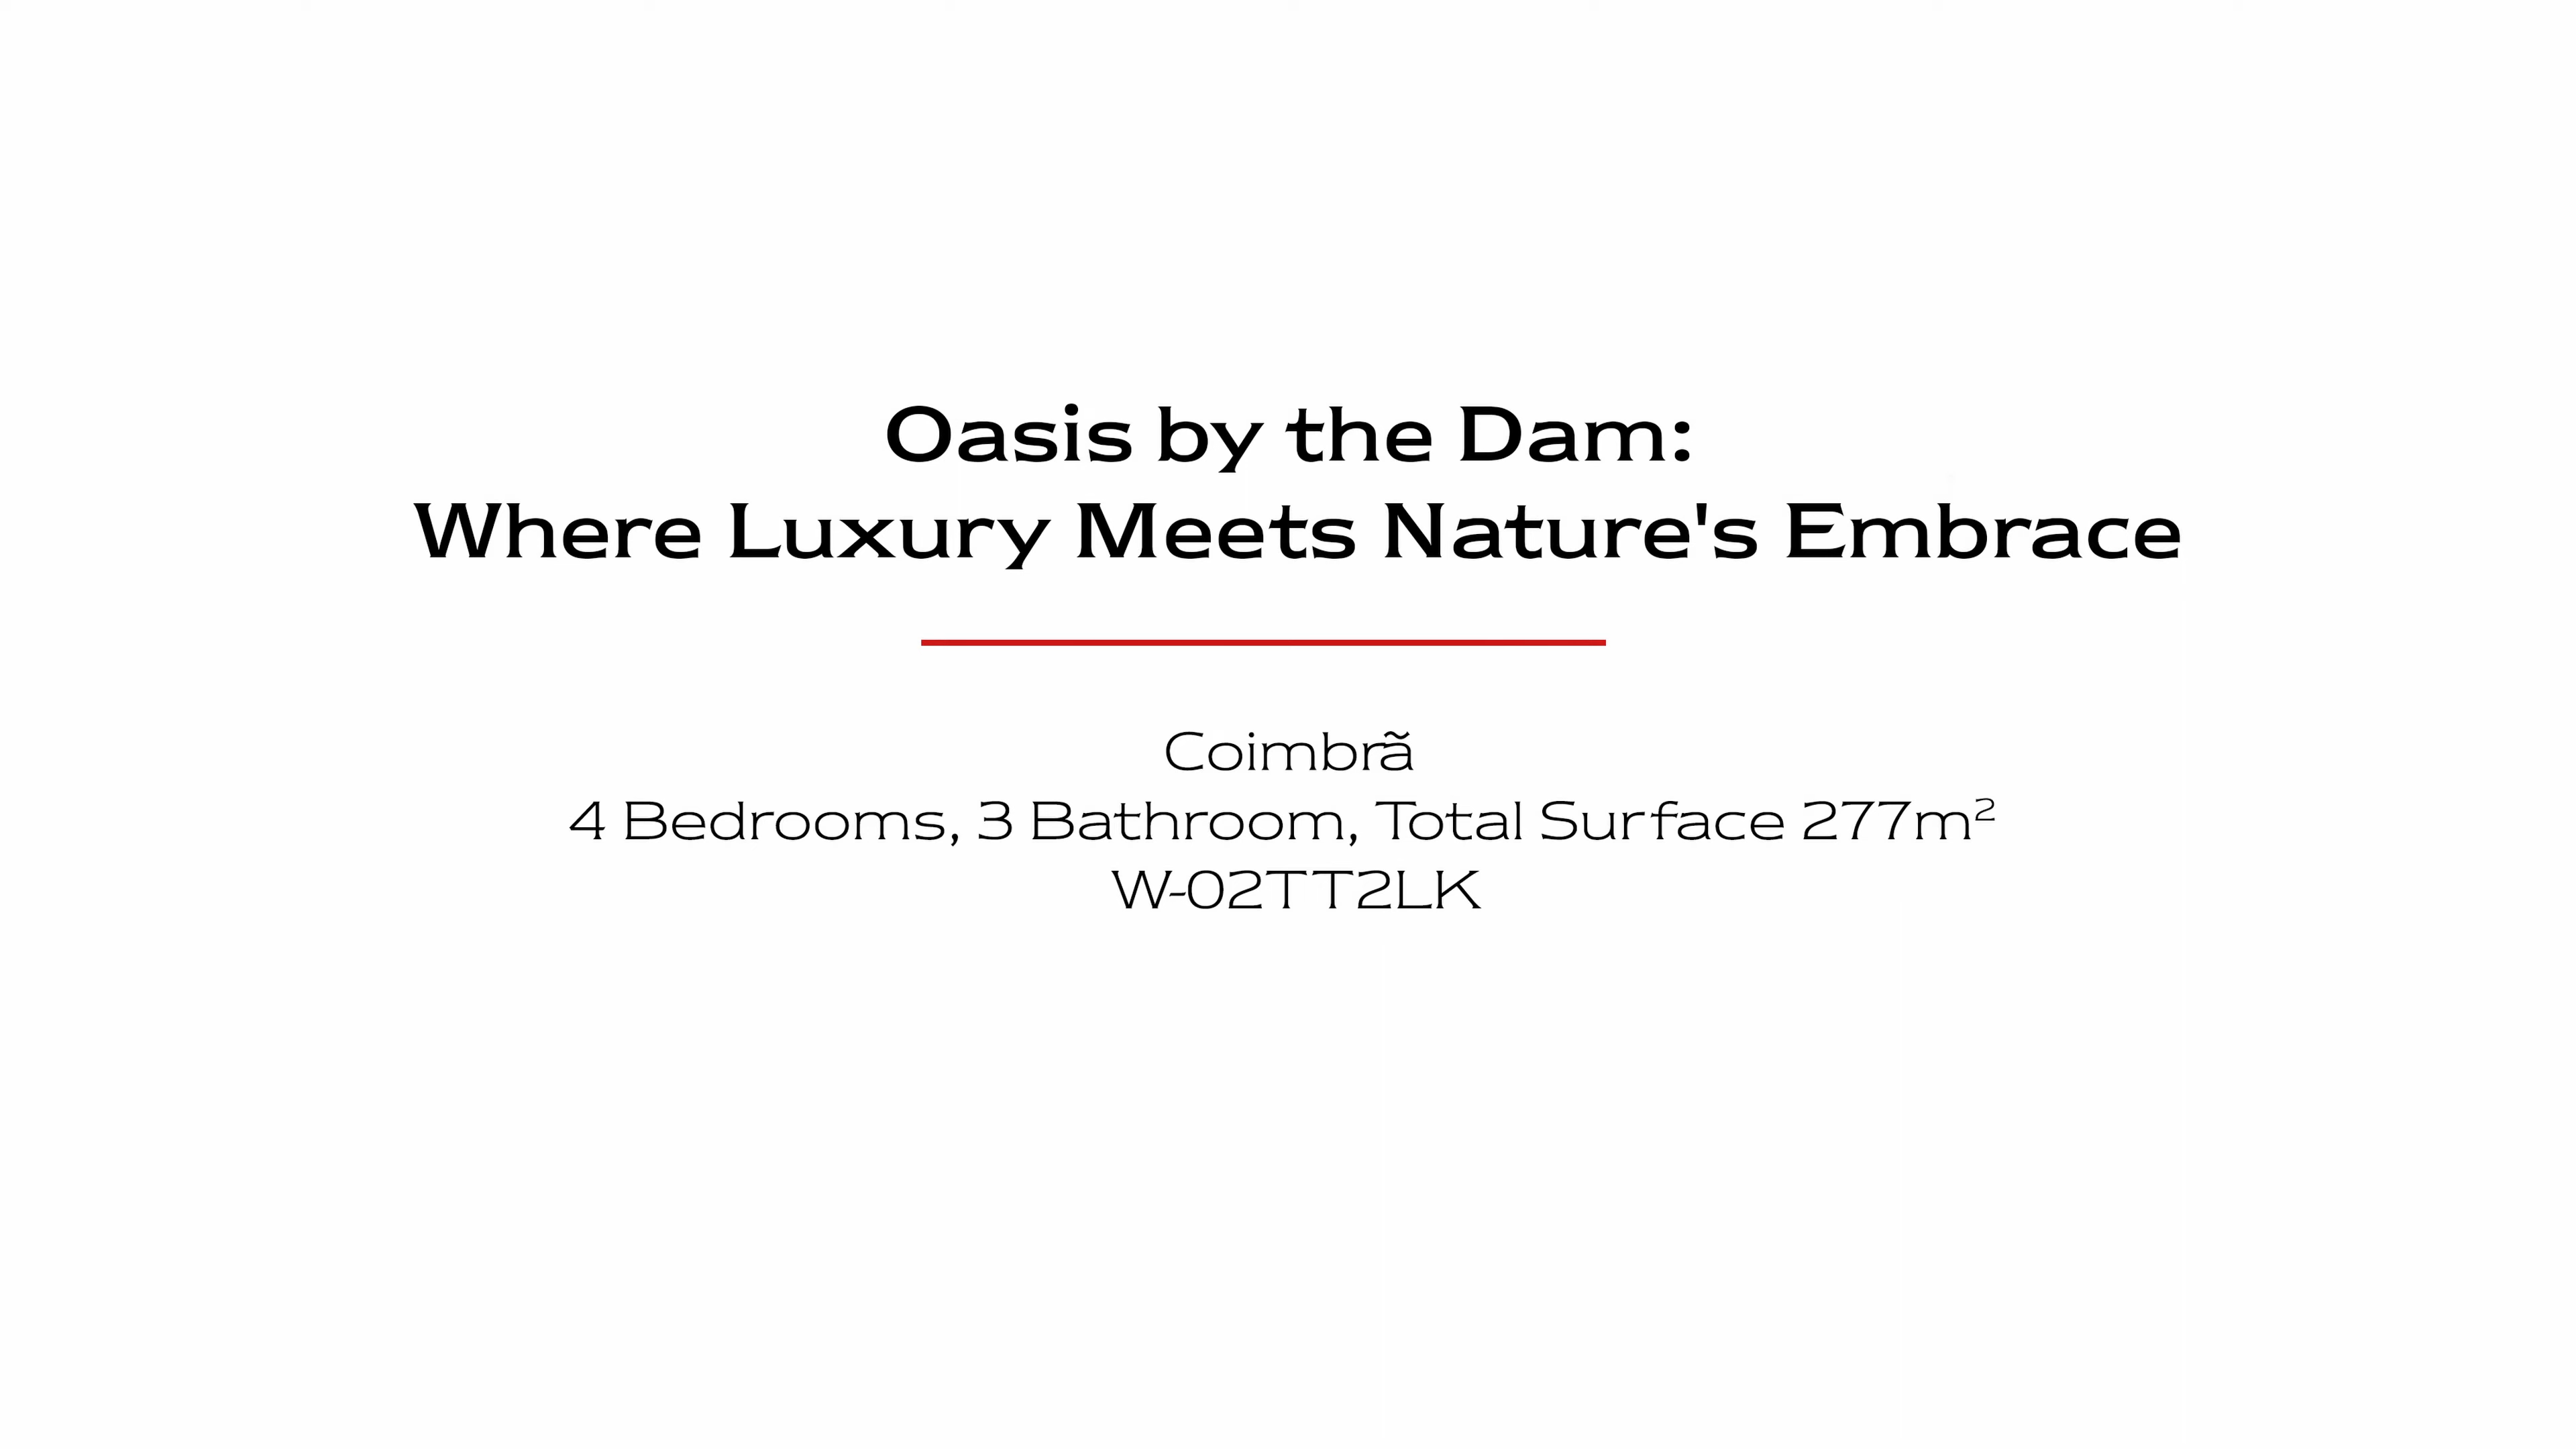 Oasis by the Dam:
Where Luxury Meets Nature's Embrace
Coimbrã
4 Bedrooms, 3 Bathroom, Total Surface 277m²
W-02TT2LK